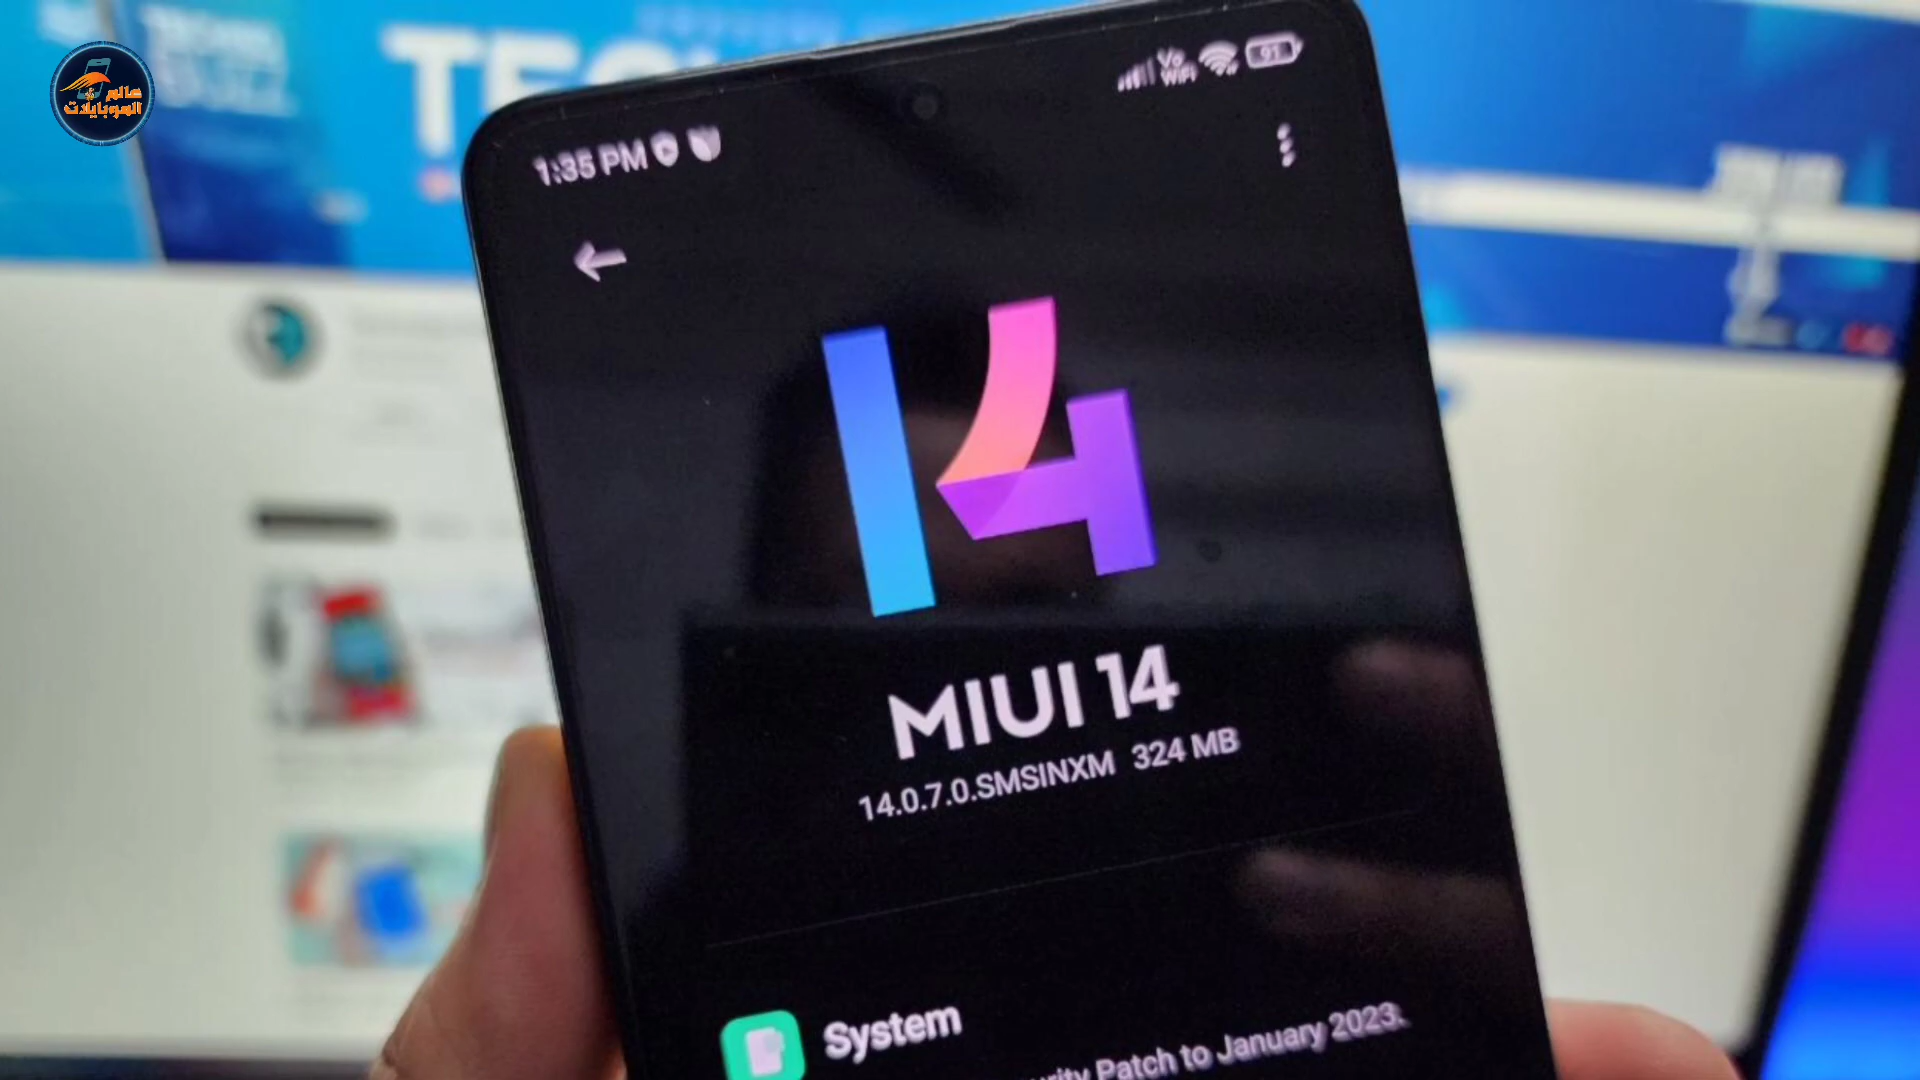 عالم
الموبايلات
1:35 PM
Vo
WiFi
91
14
MIUI 14
14.0.7.0.SMSINXM 324 MB
System
Patch to January 2023.